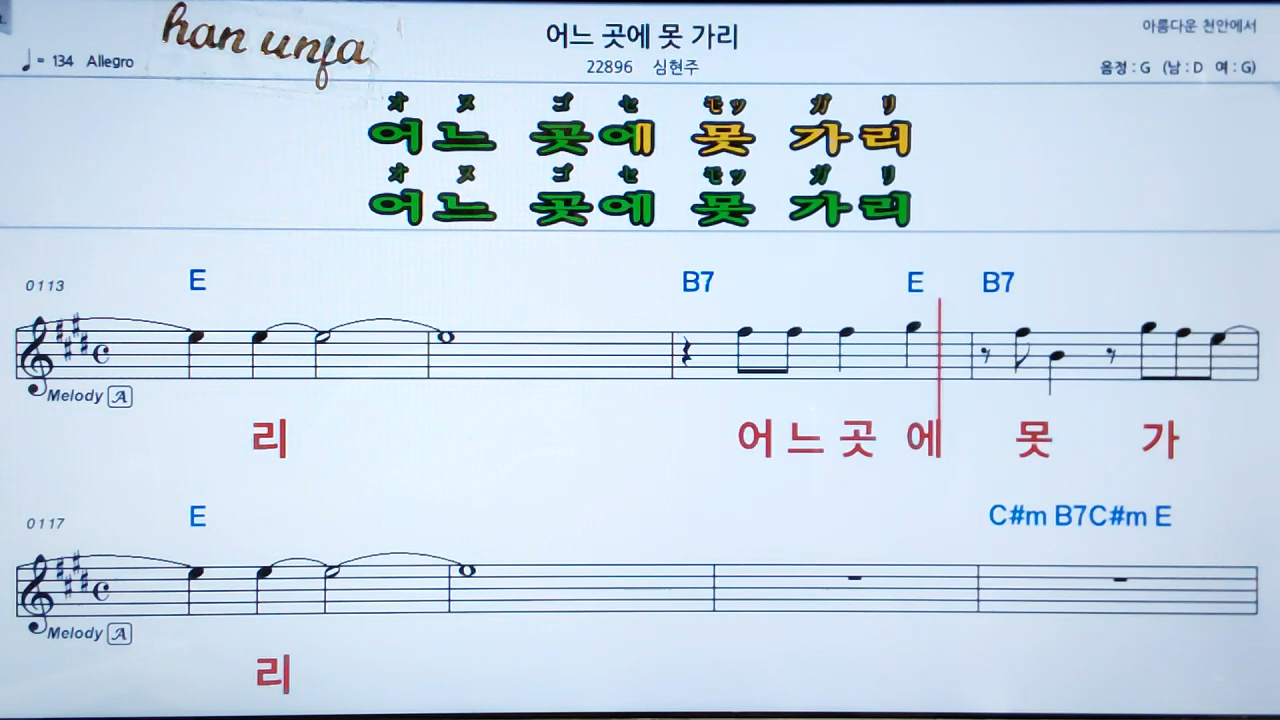 han unfa
어느 곳에 못 가리
아름다운 천안에서
♩= 134 Allegro
22896 심현주
음정 : G (남 : D 여 : G)
オ ヌ ゴ セ モッ ガ リ
어느 곳에 못 가리
オ ヌ ゴ セ モッ ガ リ
어느 곳에 못 가리
0113 E B7 E B7
Melody A
리 어 느 곳 에 못 가
0117 E C#m B7 C#m E
Melody A
리